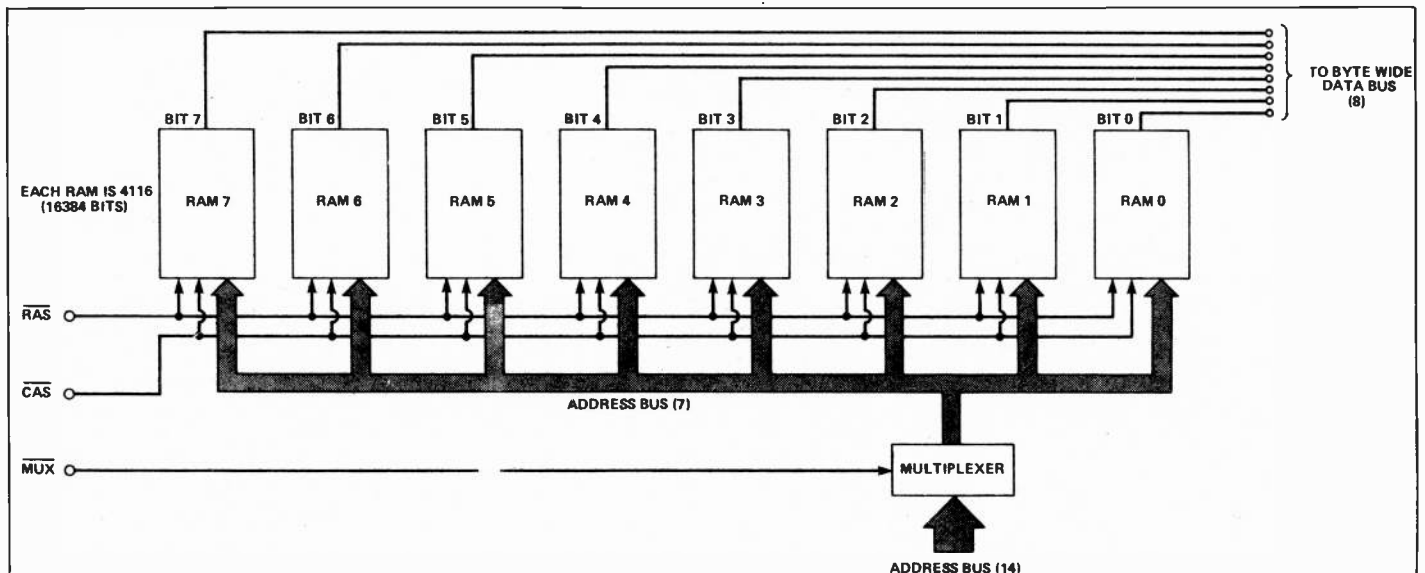 TO BYTE WIDE
DATA BUS
(8)
BIT 7
BIT 6
BIT 5
BIT 4
BIT 3
BIT 2
BIT 1
BIT 0
EACH RAM IS 4116
(16384 BITS)
RAM 7
RAM 6
RAM 5
RAM 4
RAM 3
RAM 2
RAM 1
RAM 0
RAS
CAS
ADDRESS BUS (7)
MUX
MULTIPLEXER
ADDRESS BUS (14)